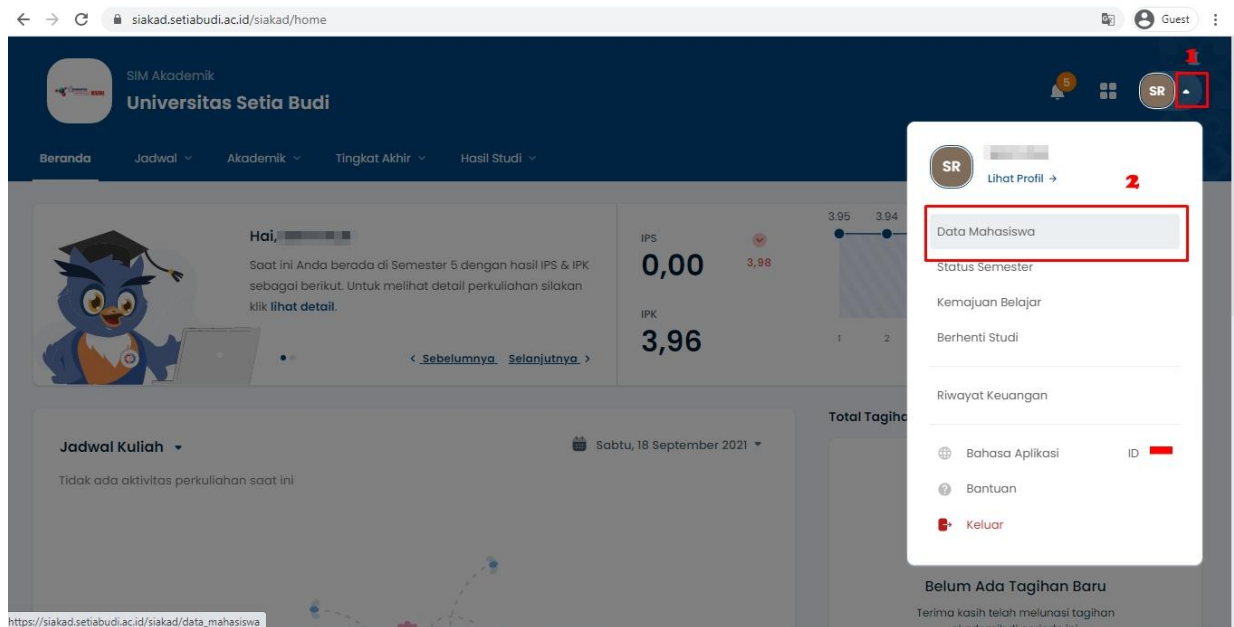 siakad.setiabudi.ac.id/siakad/home
Guest
1
SIM Akademik
Universitas Setia Budi
5
SR
Beranda
Jadwal
Akademik
Tingkat Akhir
Hasil Studi
SR
Lihat Profil →
2
Data Mahasiswa
Status Semester
Kemajuan Belajar
Berhenti Studi
Riwayat Keuangan
Bahasa Aplikasi
ID
Bantuan
Keluar
Hai,
Saat ini Anda berada di Semester 5 dengan hasil IPS & IPK
sebagai berikut. Untuk melihat detail perkuliahan silakan
klik lihat detail.
< Sebelumnya Selanjutnya >
IPS
0,00
3,98
IPK
3,96
3.95 3.94
1 2
Jadwal Kuliah
Sabtu, 18 September 2021
Tidak ada aktivitas perkuliahan saat ini
Total
Belum Ada Tagihan Baru
Terima kasih telah melunasi tagihan
https://siakad.setiabudi.ac.id/siakad/data_mahasiswa